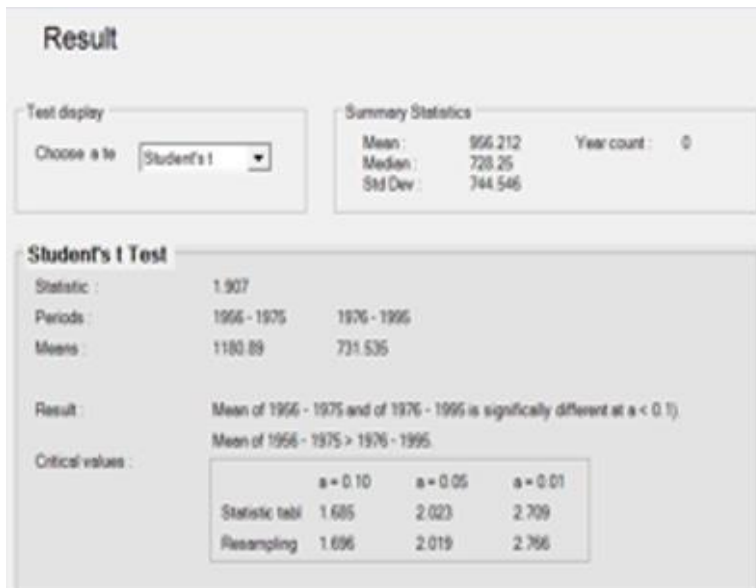 Result
Test display
Choose a te Student's t
Summary Statistics
Mean : 956.212 Year count : 0
Median : 728.25
Std Dev : 744.546
Student's t Test
Statistic : 1.907
Periods : 1956 - 1975 1976 - 1995
Means : 1180.89 731.535
Result : Mean of 1956 - 1975 and of 1976 - 1995 is significally different at a < 0.1).
Mean of 1956 - 1975 > 1976 - 1995.
Critical values :
a = 0.10 a = 0.05 a = 0.01
Statistic tabl 1.685 2.023 2.709
Resampling 1.696 2.019 2.766